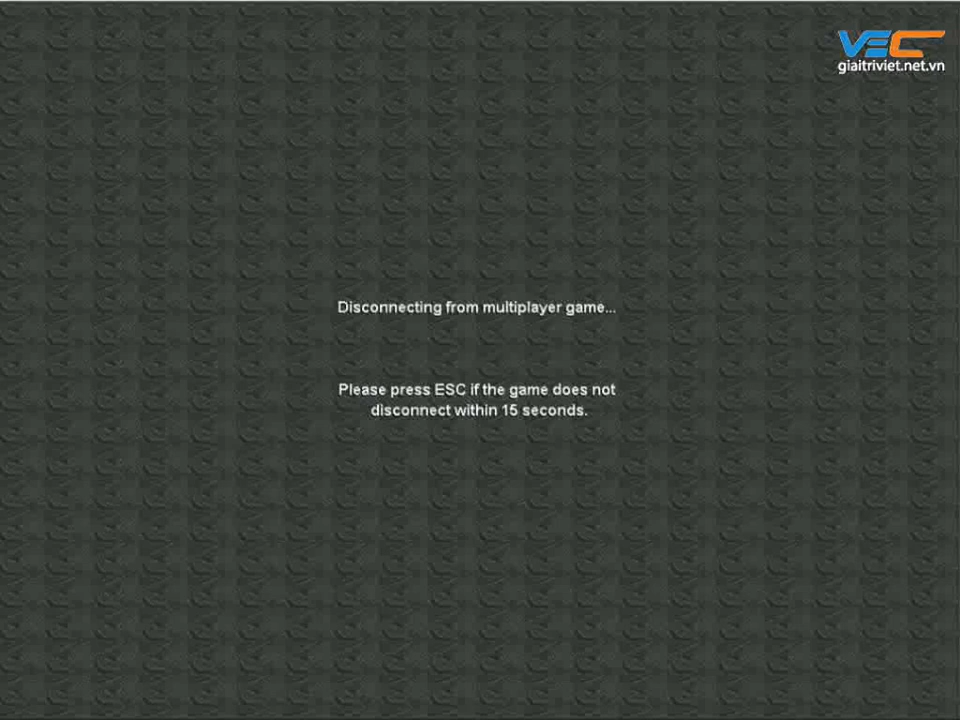 VEC
giaitriviet.net.vn
Disconnecting from multiplayer game...
Please press ESC if the game does not
disconnect within 15 seconds.